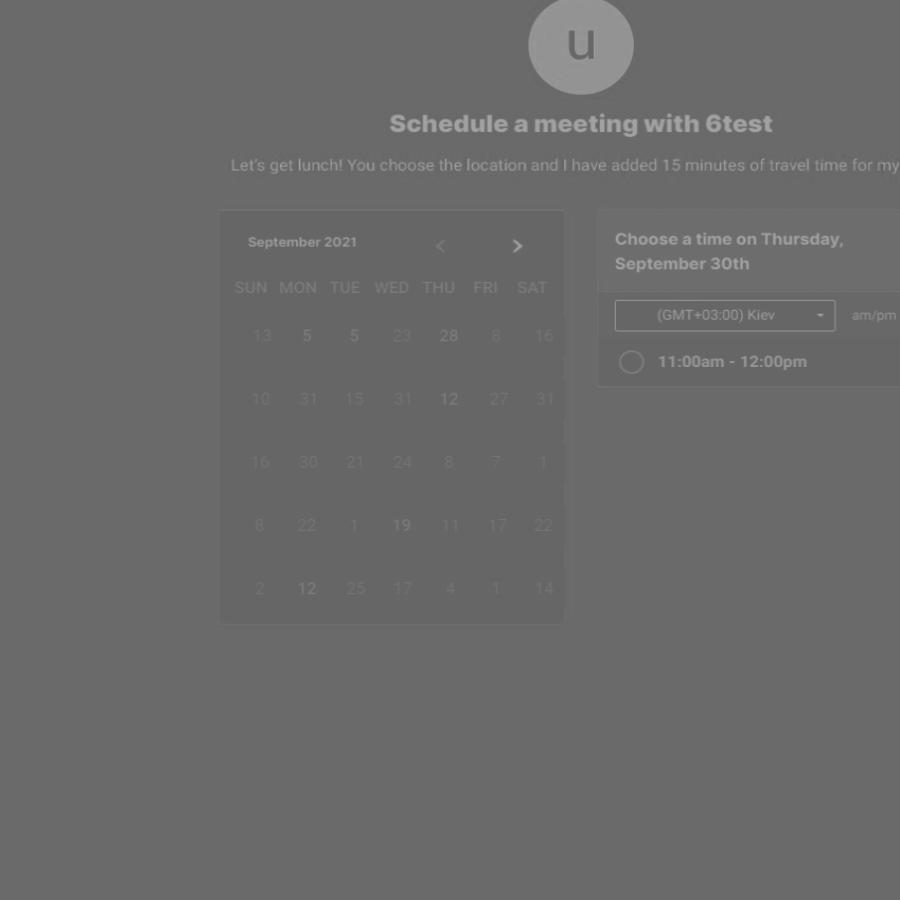 u
Schedule a meeting with 6test
Let's get lunch! You choose the location and I have added 15 minutes of travel time for my
September 2021
SUN MON TUE WED THU FRI SAT
13 5 5 23 28 8 16
10 31 15 31 12 27 31
16 30 21 24 8 7 1
8 22 1 19 11 17 22
2 12 25 17 4 1 14
Choose a time on Thursday,
September 30th
(GMT+03:00) Kiev am/pm
11:00am - 12:00pm